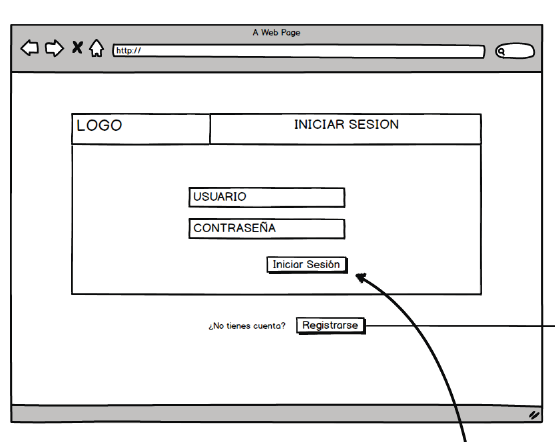 A Web Page
http://
LOGO
INICIAR SESION
USUARIO
CONTRASEÑA
Iniciar Sesión
¿No tienes cuenta?
Registrarse